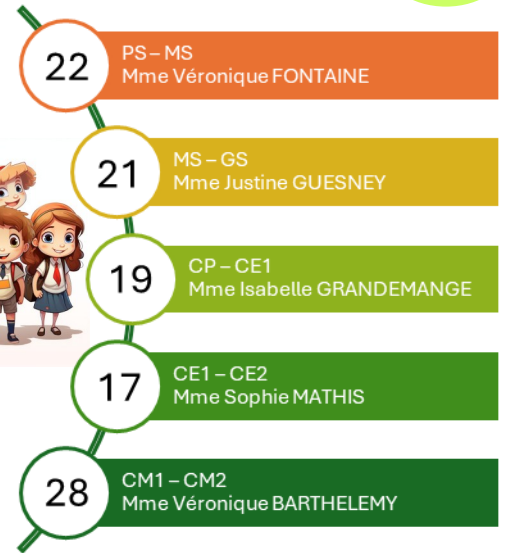 22
PS – MS
Mme Véronique FONTAINE
21
MS – GS
Mme Justine GUESNEY
19
CP – CE1
Mme Isabelle GRANDEMANGE
17
CE1 – CE2
Mme Sophie MATHIS
28
CM1 – CM2
Mme Véronique BARTHELEMY